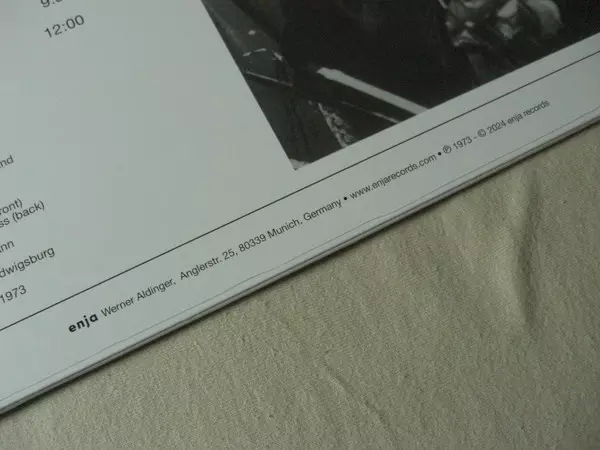 12:00
nd
ront)
ss (back)
nn
dwigsburg
1973
enja Werner Aldinger, Anglerstr. 25, 80339 Munich, Germany • www.enjarecords.com • ℗ 1973 - © 2024 enja records